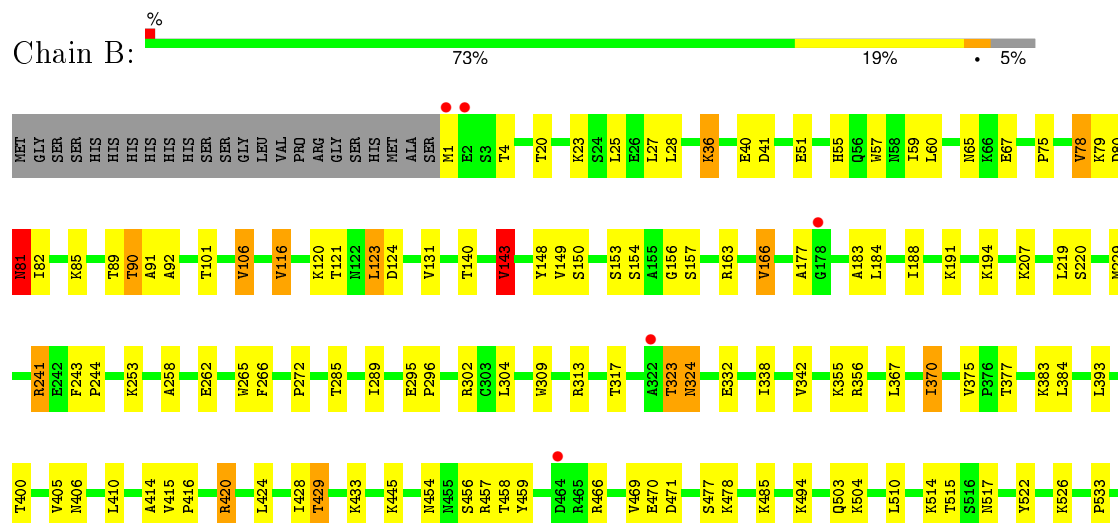 %
Chain B:
73% 19% • 5%
MET GLY SER SER HIS HIS HIS HIS HIS HIS SER SER GLY LEU VAL PRO ARG GLY SER HIS MET ALA SER M1 E2 S3 T4 T20 K23 S24 L25 E26 L27 L28 K36 E40 D41 E51 H55 Q56 W57 N58 I59 L60 N65 K66 E67 P75 V78 K79 D80
N81 I82 K85 T89 T90 A91 A92 T101 V106 V116 K120 T121 N122 L123 D124 V131 T140 V143 Y148 V149 S150 S153 S154 A155 G156 S157 R163 V166 A177 G178 A183 L184 I188 K191 K194 K207 L219 S220 M229
R241 E242 F243 P244 K253 A258 E262 W265 F266 P272 T285 I289 E295 P296 R302 C303 L304 W309 R313 T317 A322 T323 N324 E332 I338 V342 K355 R356 L367 I370 V375 P376 T377 K383 L384 L393
T400 V405 N406 L410 A414 V415 P416 R420 L424 I428 T429 K433 K445 N454 N455 S456 R457 T458 Y459 D464 R465 R466 V469 E470 D471 S477 K478 K485 K494 Q503 K504 L510 K514 T515 S516 N517 Y522 K526 P533